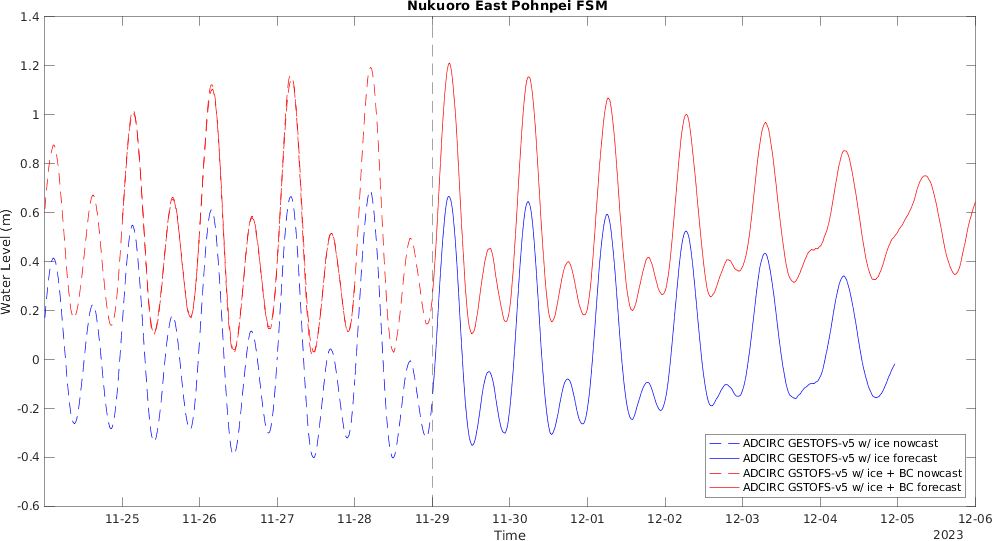 Nukuoro East Pohnpei FSM
1.4
1.2
1
0.8
0.6
0.4
0.2
0
-0.2
-0.4
-0.6
Water Level (m)
ADCIRC GESTOFS-v5 w/ ice nowcast
ADCIRC GESTOFS-v5 w/ ice forecast
ADCIRC GSTOFS-v5 w/ ice + BC nowcast
ADCIRC GSTOFS-v5 w/ ice + BC forecast
11-25 11-26 11-27 11-28 11-29 11-30 12-01 12-02 12-03 12-04 12-05 12-06
Time
2023